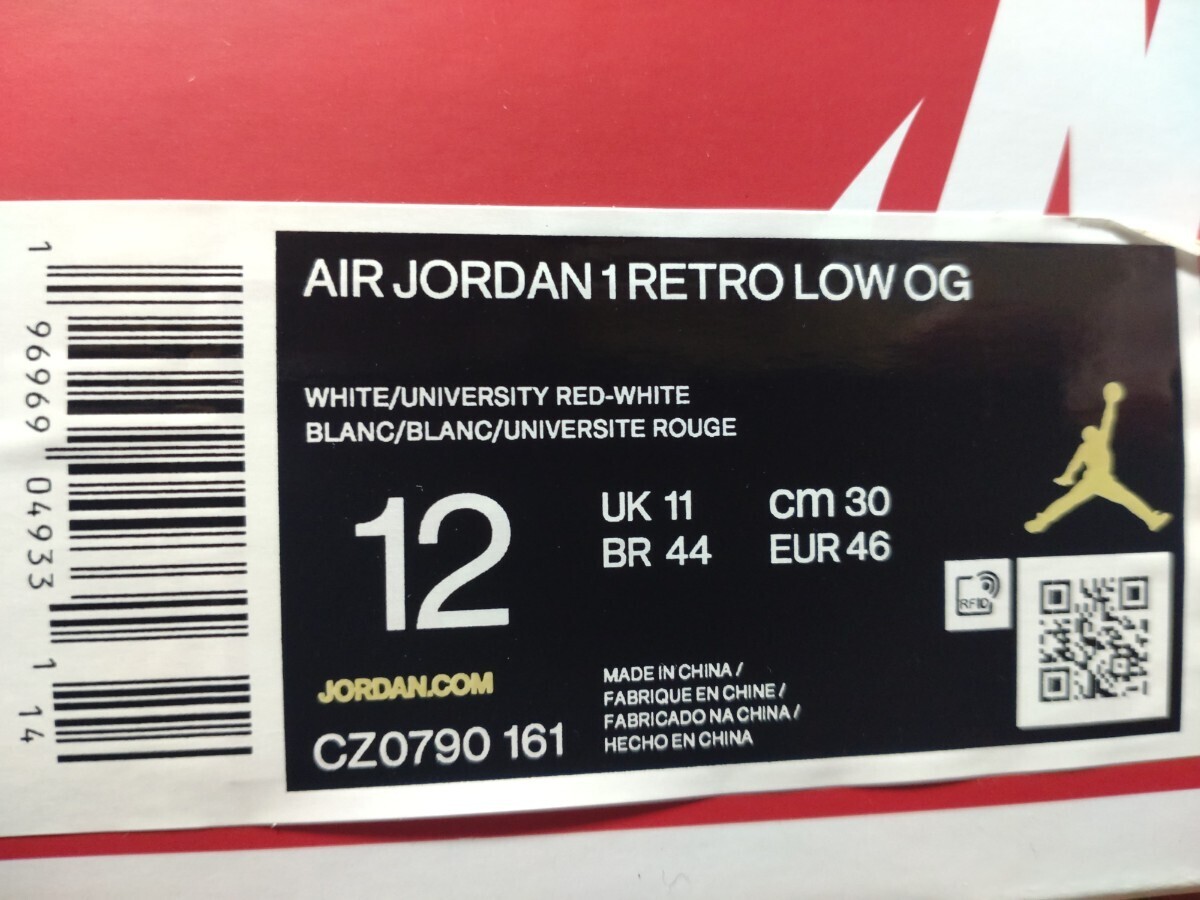 AIR JORDAN 1 RETRO LOW OG
WHITE/UNIVERSITY RED-WHITE
BLANC/BLANC/UNIVERSITE ROUGE
12
UK 11
cm 30
BR 44
EUR 46
RFID
JORDAN.COM
CZ0790 161
MADE IN CHINA /
FABRIQUE EN CHINE /
FABRICADO NA CHINA /
HECHO EN CHINA
1 96969 04933 1 14